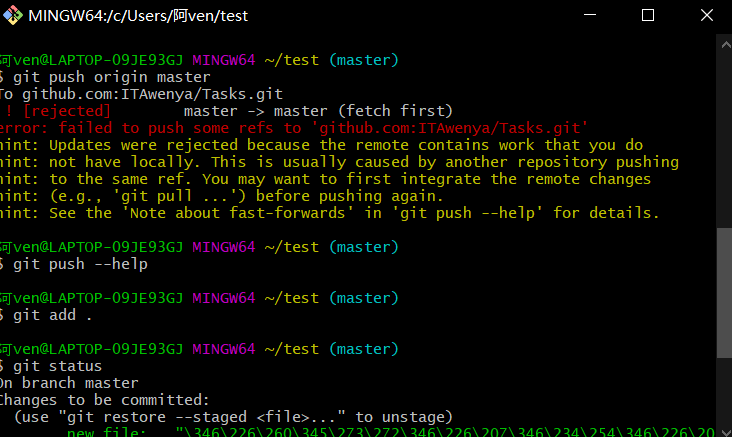 MINGW64:/c/Users/阿ven/test
阿ven@LAPTOP-O9JE93GJ MINGW64 ~/test (master)
$ git push origin master
To github.com:ITAwenya/Tasks.git
! [rejected]        master -> master (fetch first)
error: failed to push some refs to 'github.com:ITAwenya/Tasks.git'
hint: Updates were rejected because the remote contains work that you do
hint: not have locally. This is usually caused by another repository pushing
hint: to the same ref. You may want to first integrate the remote changes
hint: (e.g., 'git pull ...') before pushing again.
hint: See the 'Note about fast-forwards' in 'git push --help' for details.
阿ven@LAPTOP-O9JE93GJ MINGW64 ~/test (master)
$ git push --help
阿ven@LAPTOP-O9JE93GJ MINGW64 ~/test (master)
$ git add .
阿ven@LAPTOP-O9JE93GJ MINGW64 ~/test (master)
$ git status
On branch master
Changes to be committed:
(use "git restore --staged <file>..." to unstage)
new file:   "\346\226\260\345\273\272\346\226\207\346\234\254\346\226\20